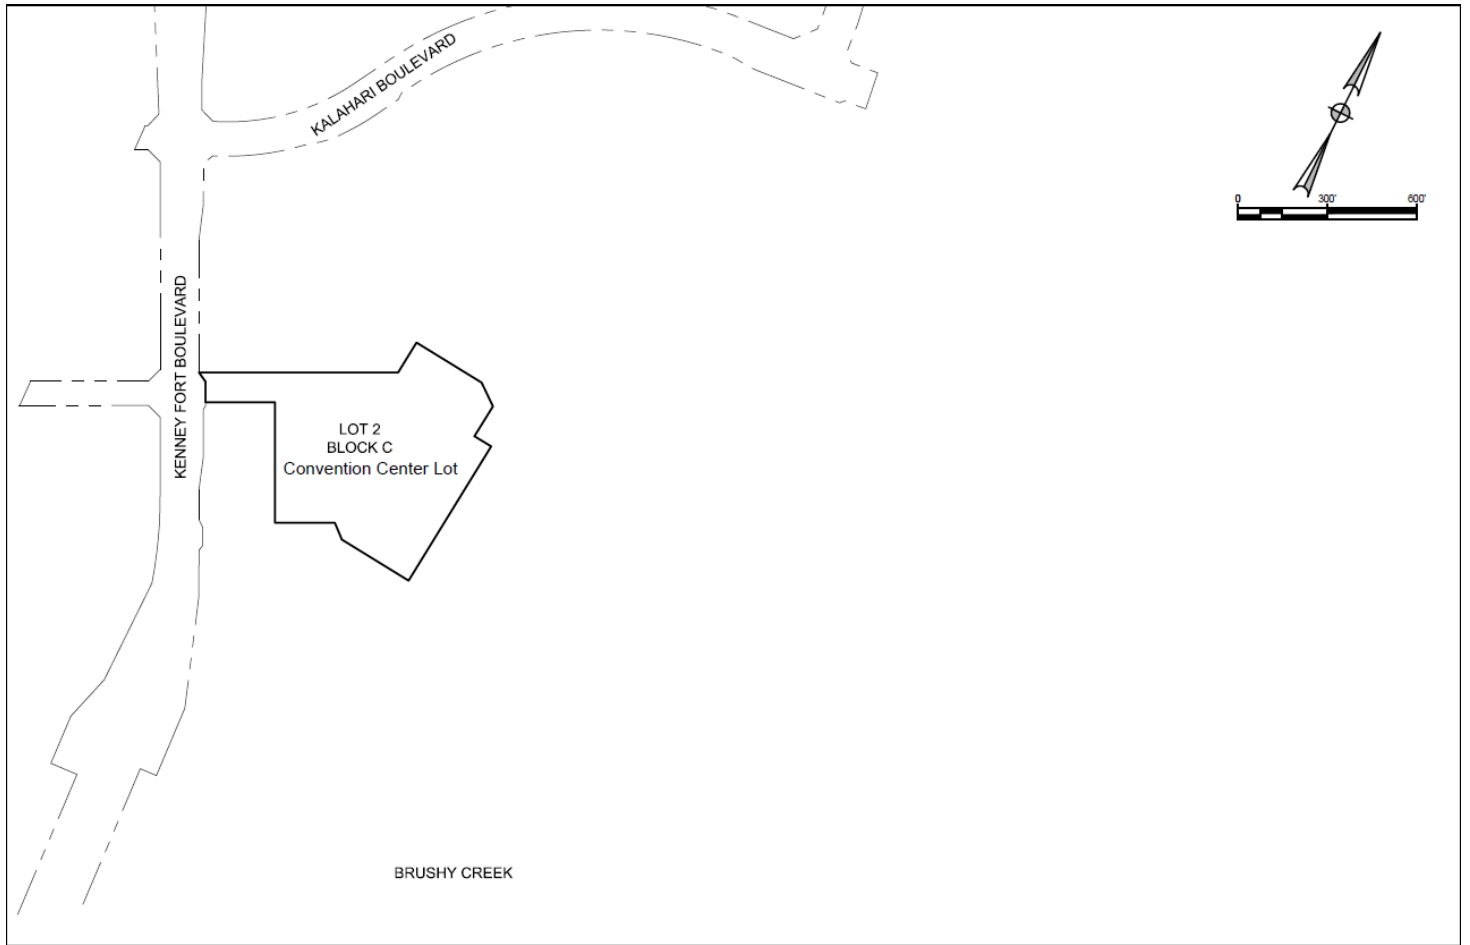 KALAHARI BOULEVARD
0 300' 600'
KENNEY FORT BOULEVARD
LOT 2
BLOCK C
Convention Center Lot
BRUSHY CREEK